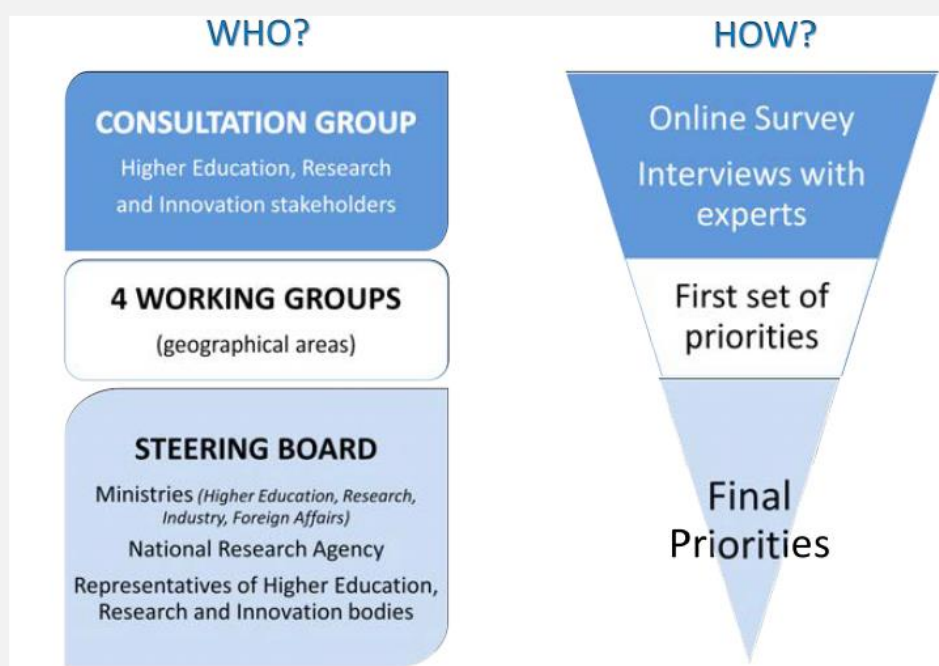 WHO?
CONSULTATION GROUP
Higher Education, Research
and Innovation stakeholders
4 WORKING GROUPS
(geographical areas)
STEERING BOARD
Ministries (Higher Education, Research,
Industry, Foreign Affairs)
National Research Agency
Representatives of Higher Education,
Research and Innovation bodies
HOW?
Online Survey
Interviews with
experts
First set of
priorities
Final
Priorities